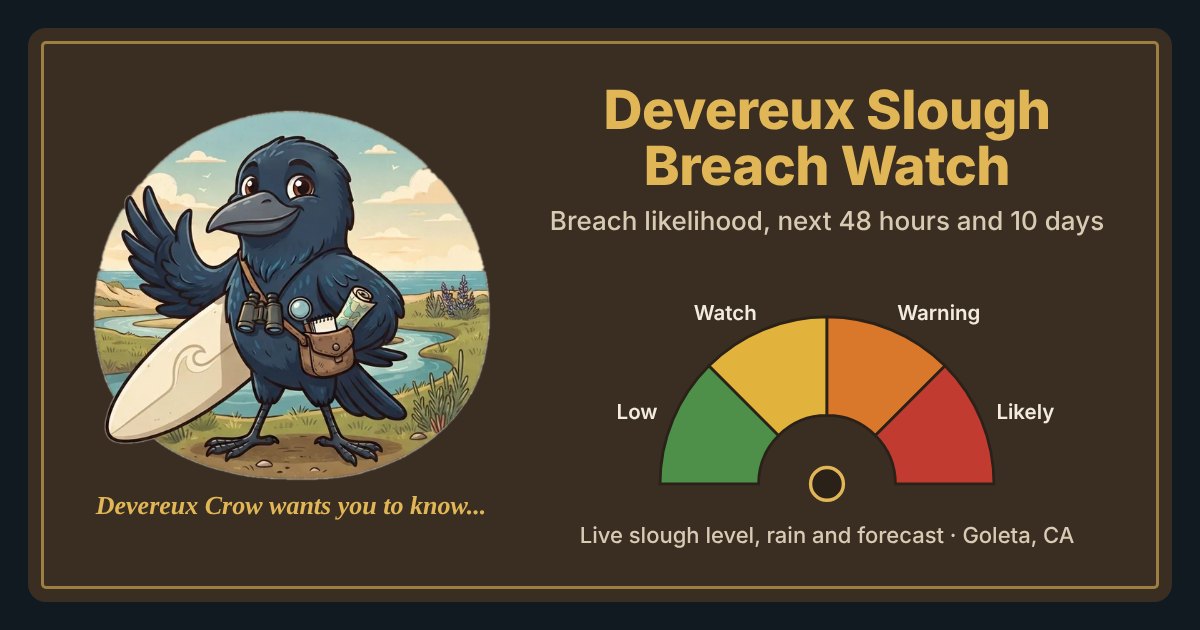 Devereux Slough
Breach Watch
Breach likelihood, next 48 hours and 10 days
Watch
Warning
Low
Likely
Devereux Crow wants you to know...
Live slough level, rain and forecast · Goleta, CA